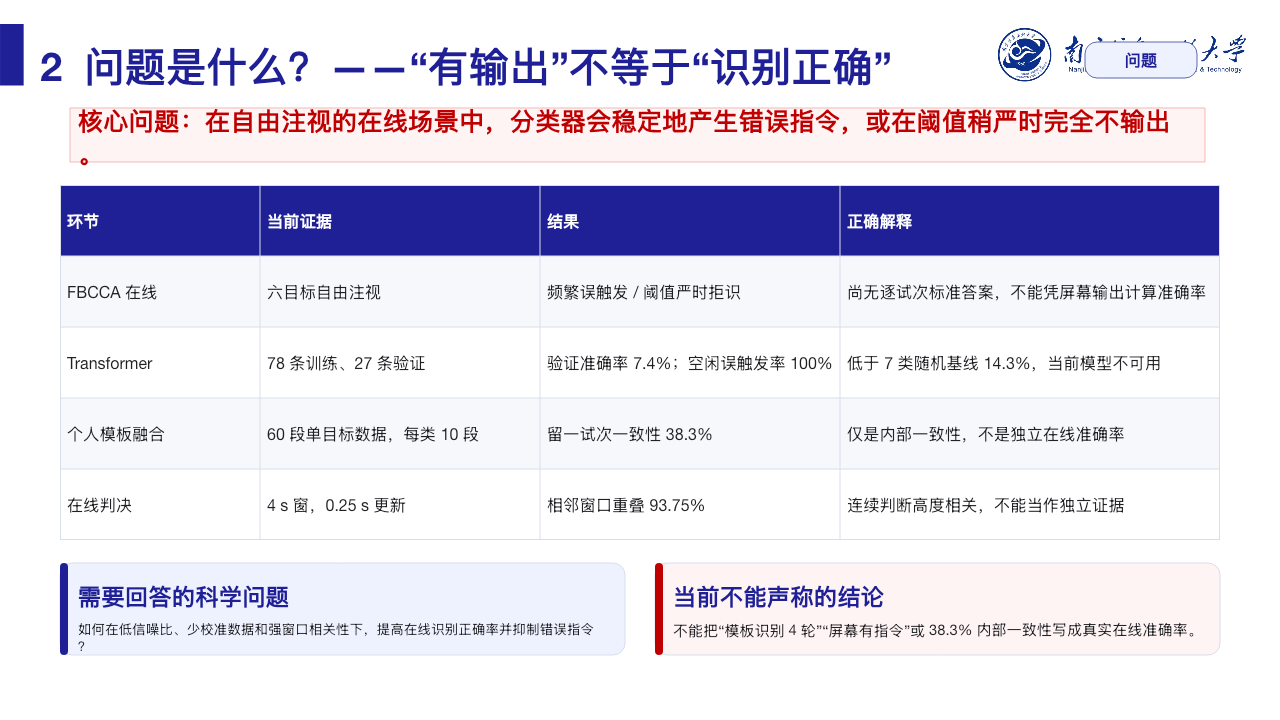 2 问题是什么？——“有输出”不等于“识别正确”
问题
大学
& Technology
核心问题：在自由注视的在线场景中，分类器会稳定地产生错误指令，或在阈值稍严时完全不输出
。
环节 当前证据 结果 正确解释
FBCCA 在线 六目标自由注视 频繁误触发 / 阈值严严时拒识 尚无逐试次标准答案，不能凭屏幕输出计算准确率
Transformer 78 条训练、27 条验证 验证准确率 7.4%；空闲误触发率 100% 低于 7 类随机基线 14.3%，当前模型不可用
个人模板融合 60 段单目标数据，每类 10 段 留一试次一致性 38.3% 仅是内部一致性，不是独立在线准确率
在线判决 4 s 窗，0.25 s 更新 相邻窗口重叠 93.75% 连续判断高度相关，不能当作独立证据
需要回答的科学问题
如何在低信噪比、少校准数据和强窗口相关性下，提高在线识别正确率并抑制错误指令
?
当前不能声称的结论
不能把“模板识别 4 轮”“屏幕有指令”或 38.3% 内部一致性写成真实在线准确率。